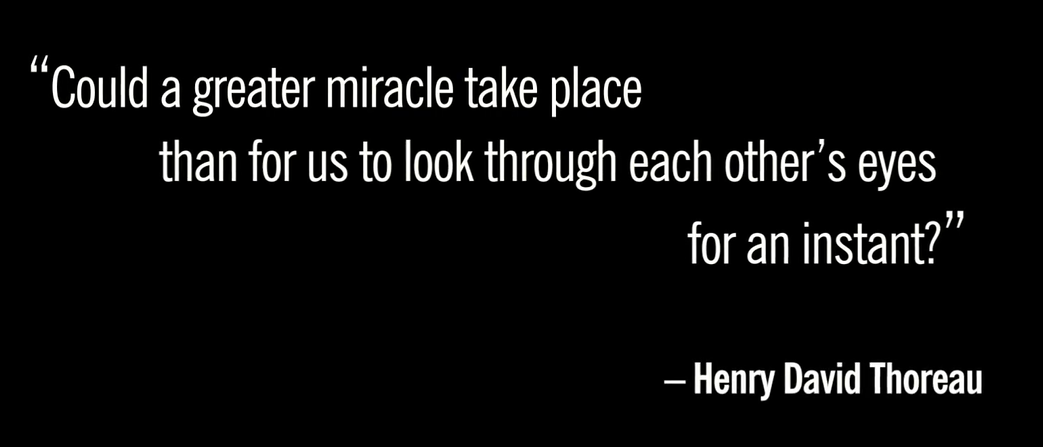 “Could a greater miracle take place
than for us to look through each other’s eyes
for an instant?”
– Henry David Thoreau